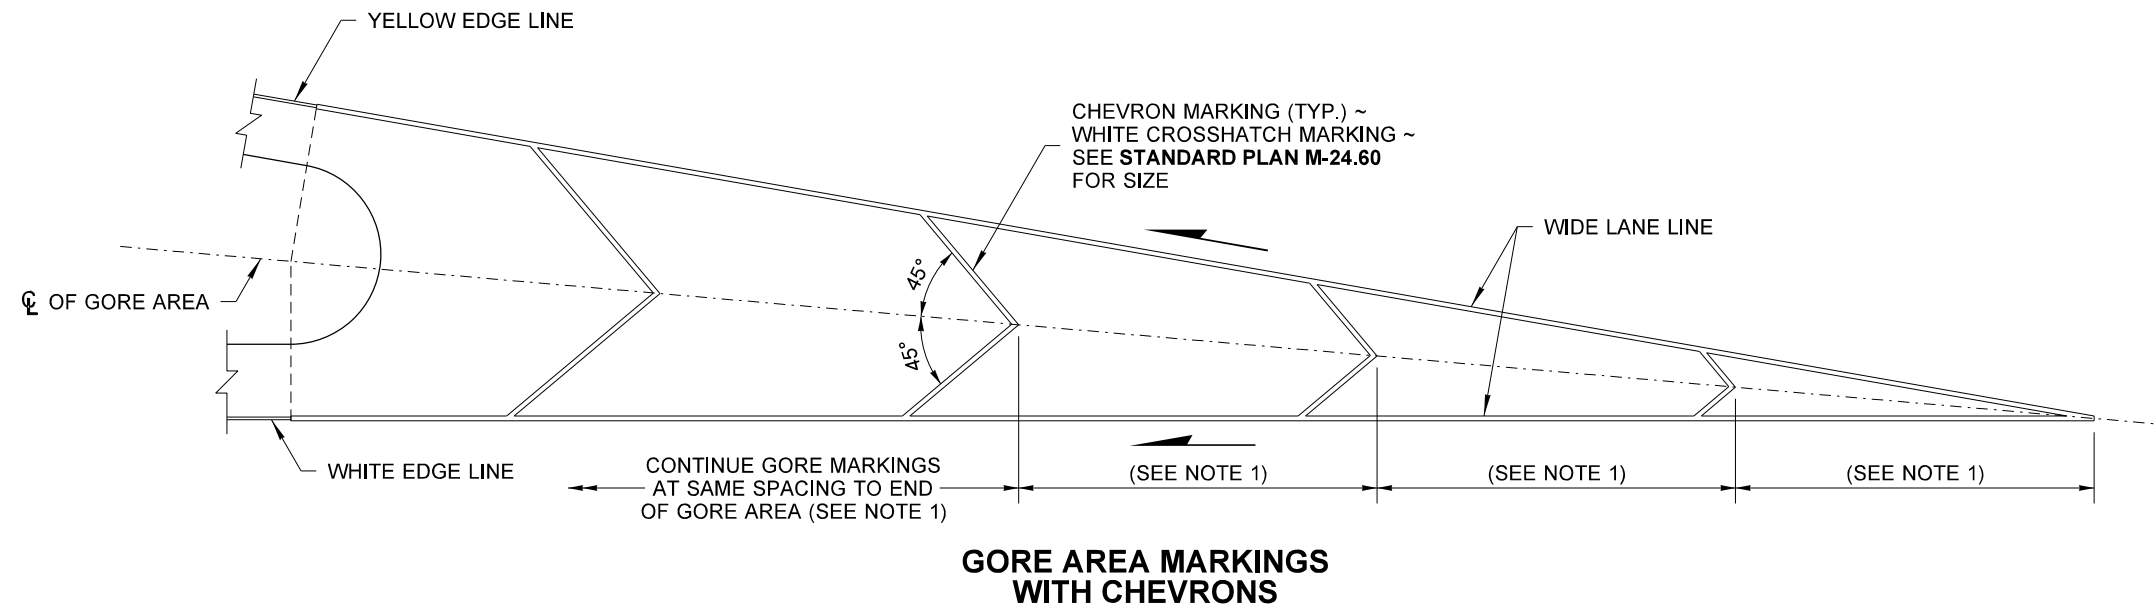 YELLOW EDGE LINE
CHEVRON MARKING (TYP.) ~
WHITE CROSSHATCH MARKING ~
SEE STANDARD PLAN M-24.60
FOR SIZE
WIDE LANE LINE
45°
45°
℄ OF GORE AREA
WHITE EDGE LINE
CONTINUE GORE MARKINGS
AT SAME SPACING TO END
OF GORE AREA (SEE NOTE 1)
(SEE NOTE 1)
(SEE NOTE 1)
(SEE NOTE 1)
GORE AREA MARKINGS
WITH CHEVRONS